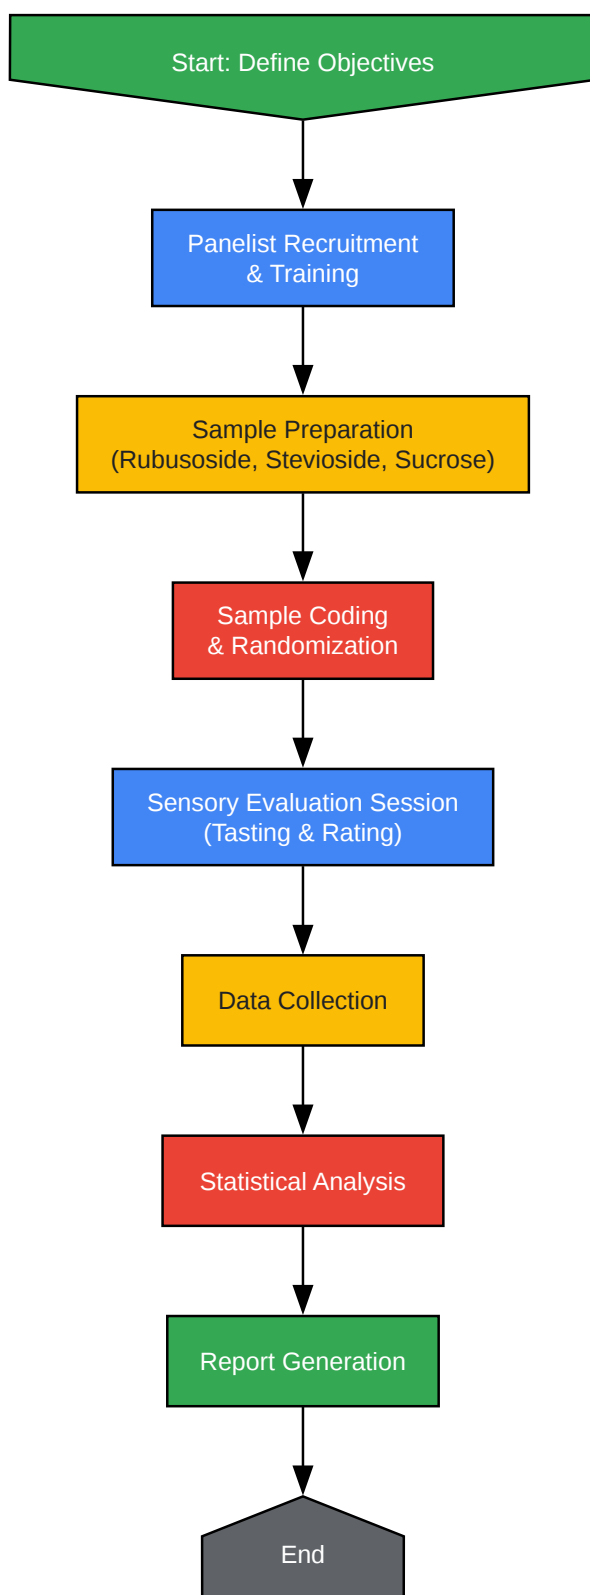 Start: Define Objectives
Panelist Recruitment
& Training
Sample Preparation
(Rubusoside, Stevioside, Sucrose)
Sample Coding
& Randomization
Sensory Evaluation Session
(Tasting & Rating)
Data Collection
Statistical Analysis
Report Generation
End